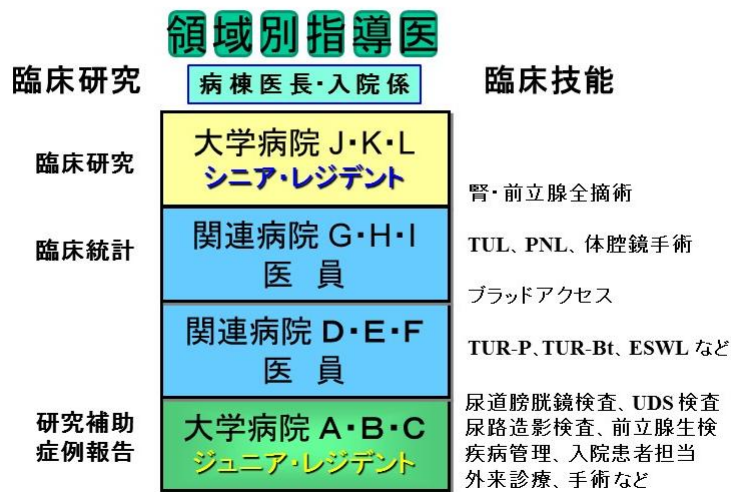 領域別指導医
臨床研究
病棟医長・入院係
臨床技能
臨床研究
大学病院 J・K・L
シニア・レジデント
腎・前立腺全摘術
臨床統計
関連病院 G・H・I
医 員
TUL、PNL、体腔鏡手術
ブラッドアクセス
関連病院 D・E・F
医 員
TUR-P、TUR-Bt、ESWL など
研究補助
症例報告
大学病院 A・B・C
ジュニア・レジデント
尿道膀胱鏡検査、UDS 検査
尿路造影検査、前立腺生検
疾病管理、入院患者担当
外来診療、手術など